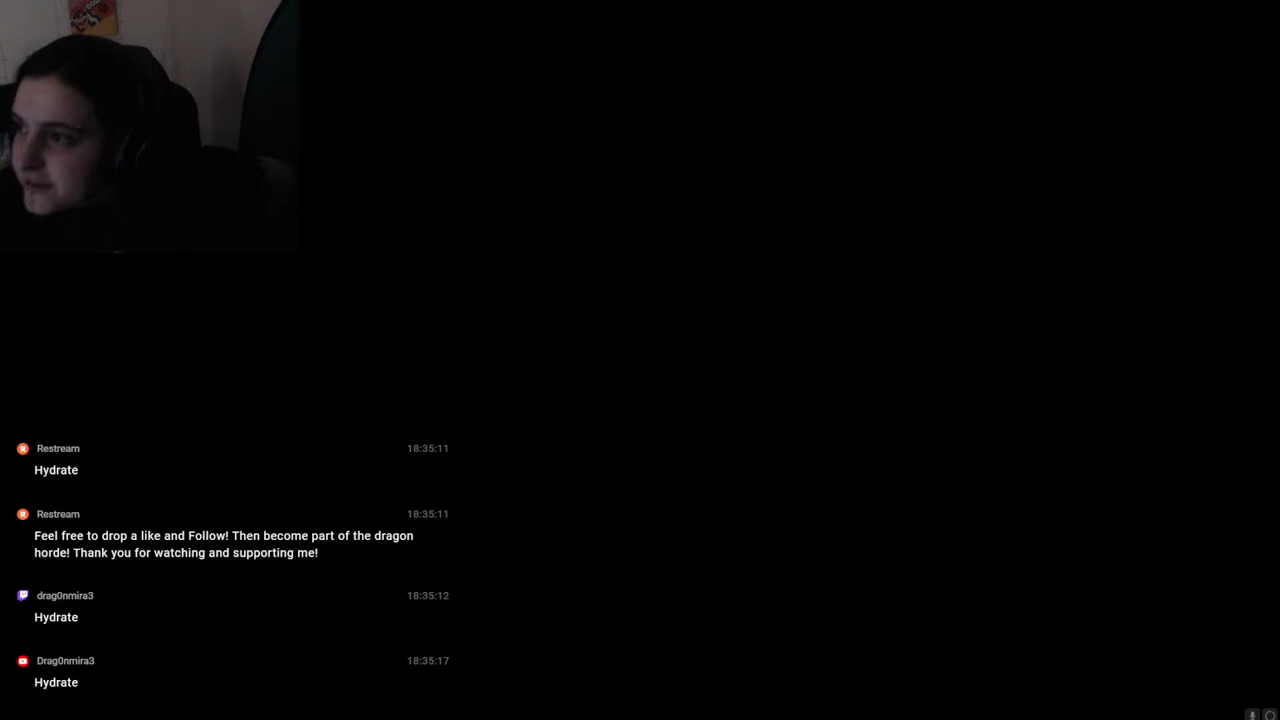 Restream 18:35:11
Hydrate
Restream 18:35:11
Feel free to drop a like and Follow! Then become part of the dragon
horde! Thank you for watching and supporting me!
drag0nmira3 18:35:12
Hydrate
Drag0nmira3 18:35:17
Hydrate